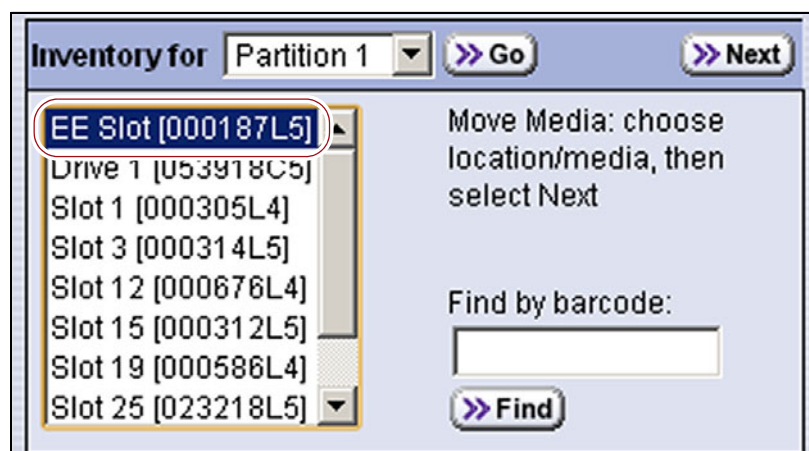 Inventory for Partition 1 >> Go >> Next
EE Slot [000187L5]
Drive 1 [053918C5]
Slot 1 [000305L4]
Slot 3 [000314L5]
Slot 12 [000676L4]
Slot 15 [000312L5]
Slot 19 [000586L4]
Slot 25 [023218L5]
Move Media: choose
location/media, then
select Next
Find by barcode:
>> Find